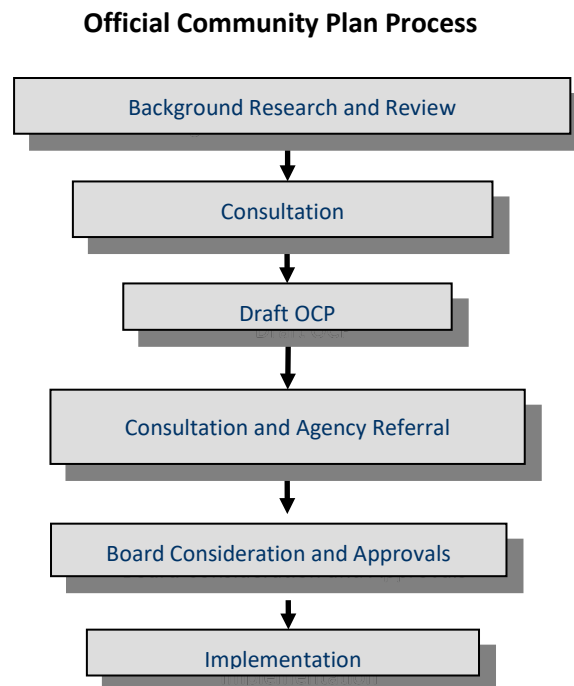 Official Community Plan Process
Background Research and Review
Consultation
Draft OCP
Consultation and Agency Referral
Board Consideration and Approvals
Implementation